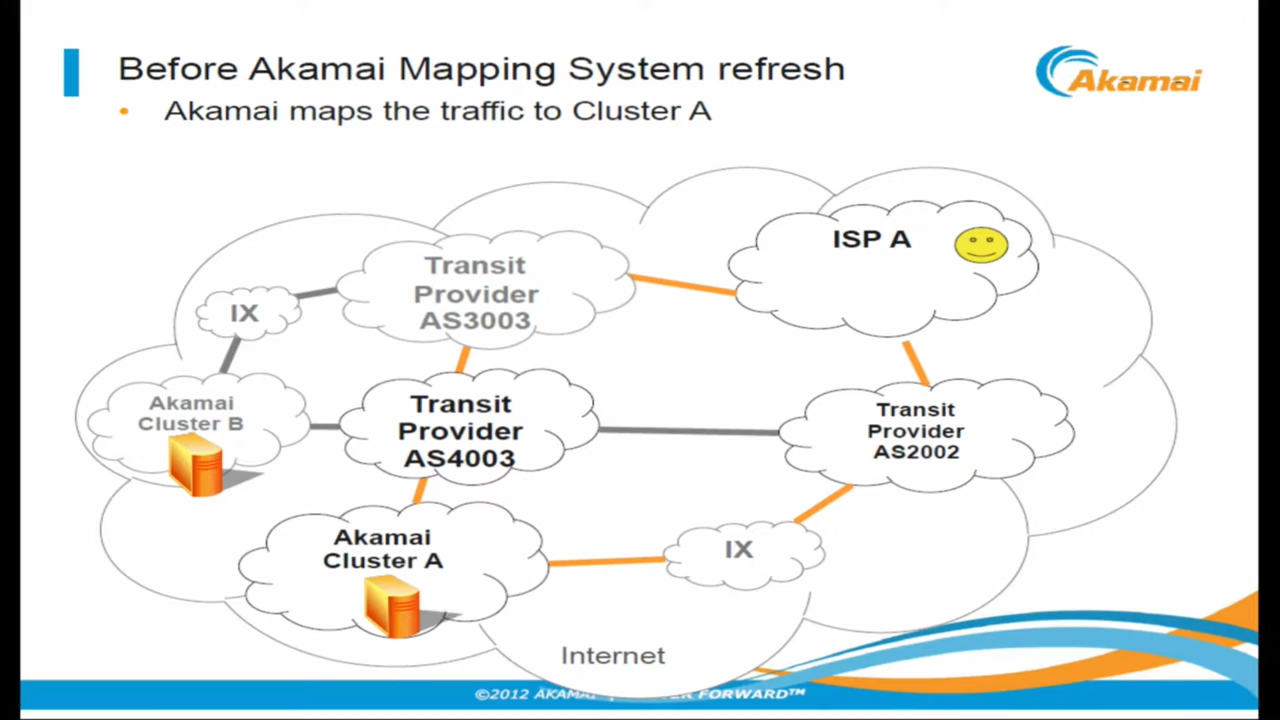 Before Akamai Mapping System refresh
Akamai
• Akamai maps the traffic to Cluster A
ISP A
Transit
Provider
AS3003
IX
Akamai
Cluster B
Transit
Provider
AS4003
Transit
Provider
AS2002
Akamai
Cluster A
IX
Internet
©2012 AKAMAI FORWARD™